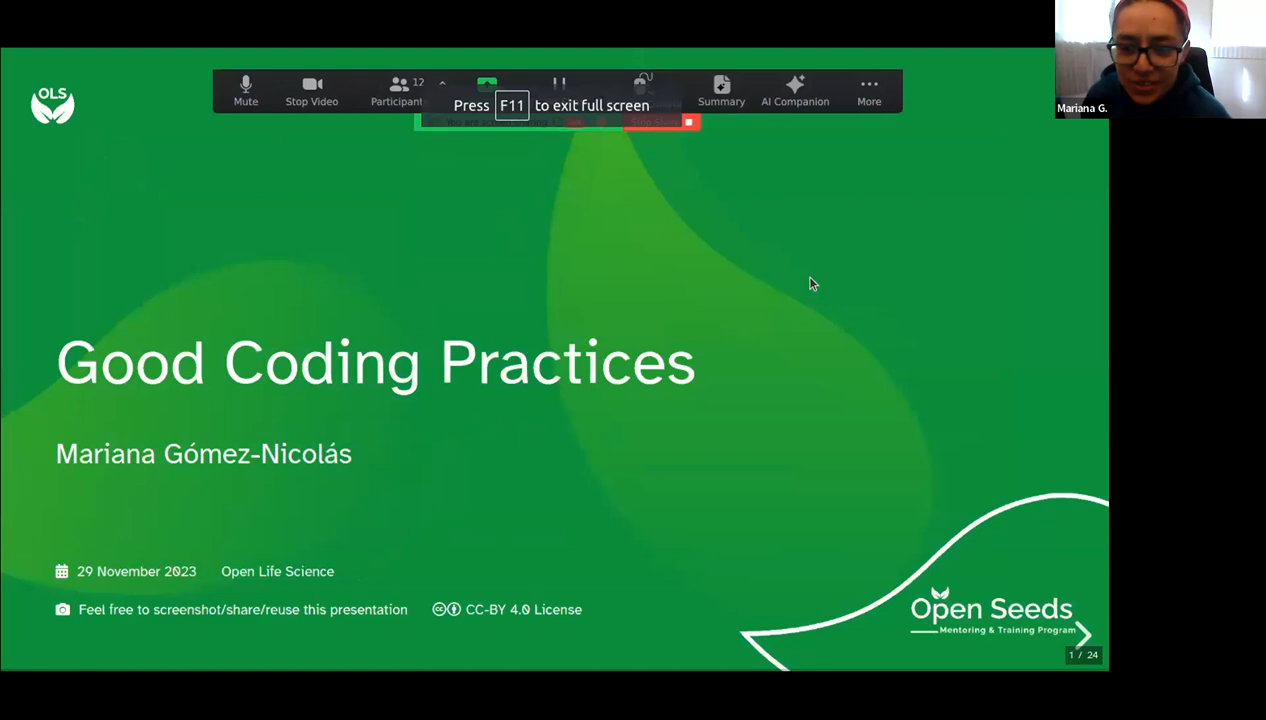 OLS
Mute
Stop Video
Participant
12
Summary
AI Companion
More
Press F11 to exit full screen
Mariana G.
Good Coding Practices
Mariana Gómez-Nicolás
29 November 2023 Open Life Science
Feel free to screenshot/share/reuse this presentation CC-BY 4.0 License
Open Seeds
Mentoring & Training Program
1 / 24